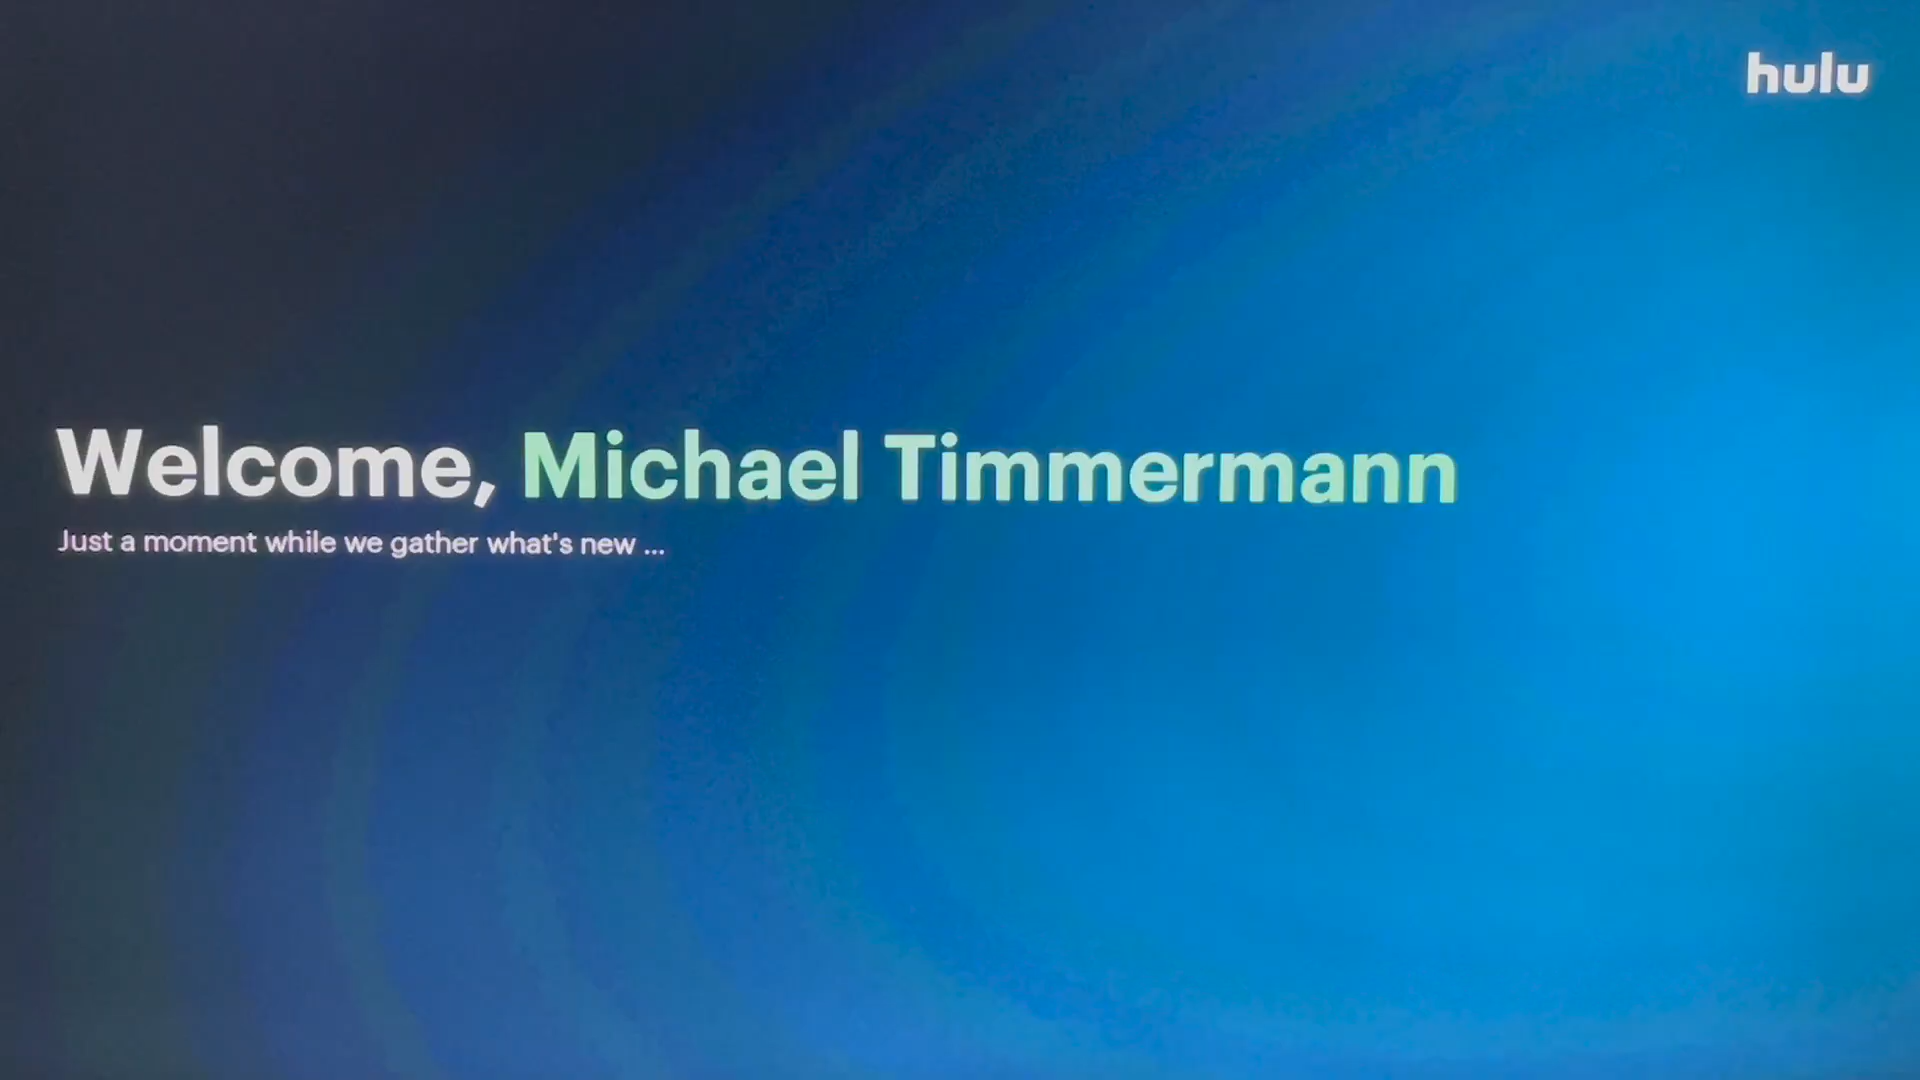 hulu
Welcome, Michael Timmermann
Just a moment while we gather what's new ...